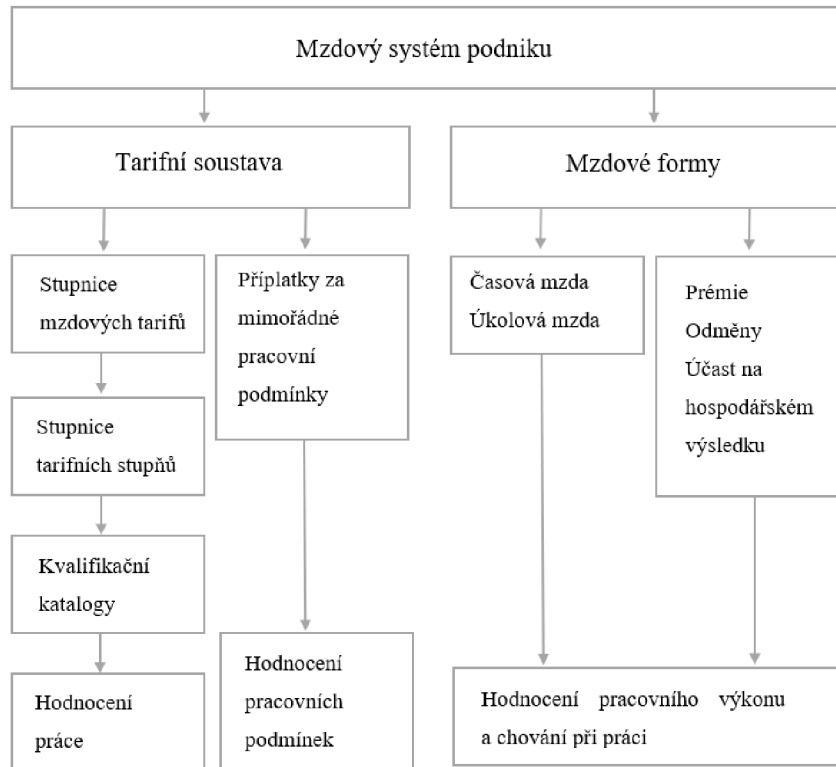 Mzdový systém podniku
Tarifní soustava
Mzdové formy
Stupnice
mzdových tarifů
Příplatky za
mimořádné
pracovní
podmínky
Časová mzda
Úkolová mzda
Prémie
Odměny
Účast na
hospodářském
výsledku
Stupnice
tarifních stupňů
Kvalifikační
katalogy
Hodnocení
práce
Hodnocení
pracovních
podmínek
Hodnocení pracovního výkonu
a chování při práci